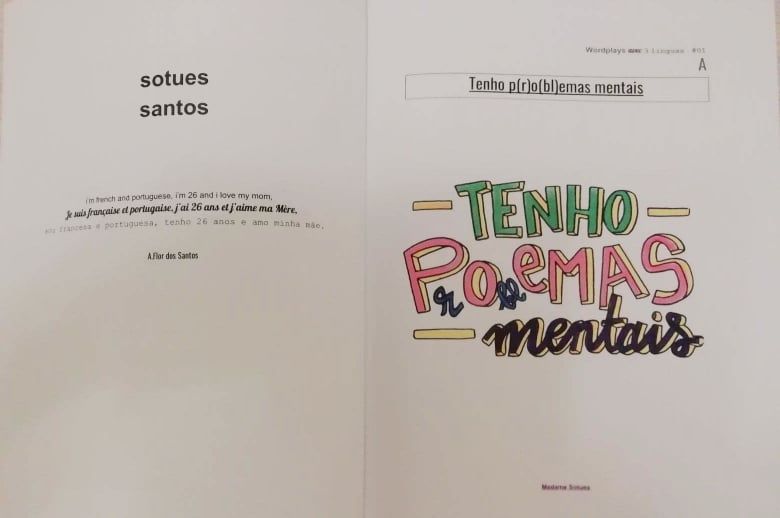 sotues
santos
i'm french and portuguese, i'm 26 and i love my mom,
Je suis française et portugaise, j'ai 26 ans et j'aime ma Mère,
sou francesa e portuguesa, tenho 26 anos e amo minha mãe.
A.Flor dos Santos
Wordplays avec 3 línguas - #01
A
Tenho p(r)o(bl)emas mentais
TENHO
PrOblEMAS
mentais
Madame Sotues